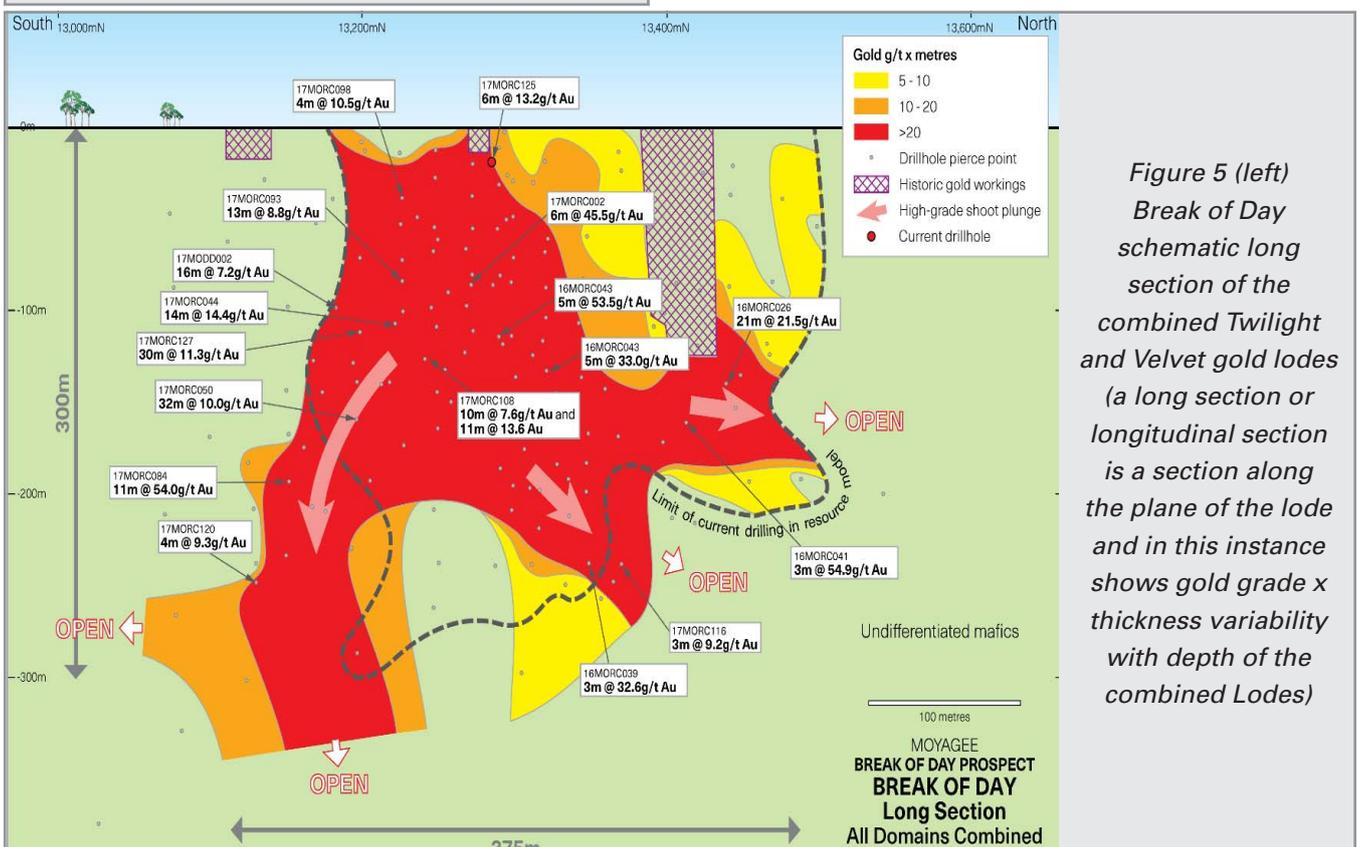 South
13,000mN
13,200mN
13,400mN
13,600mN
North
Gold g/t x metres
5 - 10
10 - 20
>20
Drillhole pierce point
Historic gold workings
High-grade shoot plunge
Current drillhole
17MORC098
4m @ 10.5g/t Au
17MORC125
6m @ 13.2g/t Au
0m
17MORC093
13m @ 8.8g/t Au
17MORC002
6m @ 45.5g/t Au
17MODD002
16m @ 7.2g/t Au
17MORC044
14m @ 14.4g/t Au
16MORC043
5m @ 53.5g/t Au
16MORC026
21m @ 21.5g/t Au
-100m
17MORC127
30m @ 11.3g/t Au
16MORC043
5m @ 33.0g/t Au
17MORC050
32m @ 10.0g/t Au
17MORC108
10m @ 7.6g/t Au and
11m @ 13.6 Au
300m
OPEN
17MORC084
11m @ 54.0g/t Au
-200m
Limit of current drilling in resource model
17MORC120
4m @ 9.3g/t Au
16MORC041
3m @ 54.9g/t Au
OPEN
OPEN
17MORC116
3m @ 9.2g/t Au
Undifferentiated mafics
-300m
16MORC039
3m @ 32.6g/t Au
100 metres
OPEN
MOYAGEE
BREAK OF DAY PROSPECT
BREAK OF DAY
Long Section
All Domains Combined
375m
Figure 5 (left)
Break of Day
schematic long
section of the
combined Twilight
and Velvet gold lodes
(a long section or
longitudinal section
is a section along
the plane of the lode
and in this instance
shows gold grade x
thickness variability
with depth of the
combined Lodes)